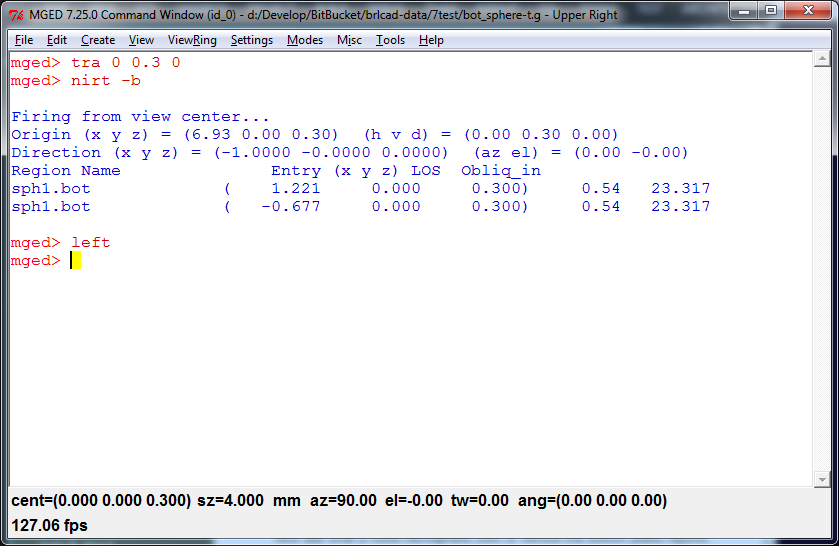 MGED 7.25.0 Command Window (id_0) - d:/Develop/BitBucket/brlcad-data/7test/bot_sphere-t.g - Upper Right
File Edit Create View ViewRing Settings Modes Misc Tools Help
mged> tra 0 0.3 0
mged> nirt -b
Firing from view center...
Origin (x y z) = (6.93 0.00 0.30) (h v d) = (0.00 0.30 0.00)
Direction (x y z) = (-1.0000 -0.0000 0.0000) (az el) = (0.00 -0.00)
Region Name Entry (x y z) LOS Obliq_in
sph1.bot ( 1.221 0.000 0.300) 0.54 23.317
sph1.bot ( -0.677 0.000 0.300) 0.54 23.317
mged> left
mged>
cent=(0.000 0.000 0.300) sz=4.000 mm az=90.00 el=-0.00 tw=0.00 ang=(0.00 0.00 0.00)
127.06 fps